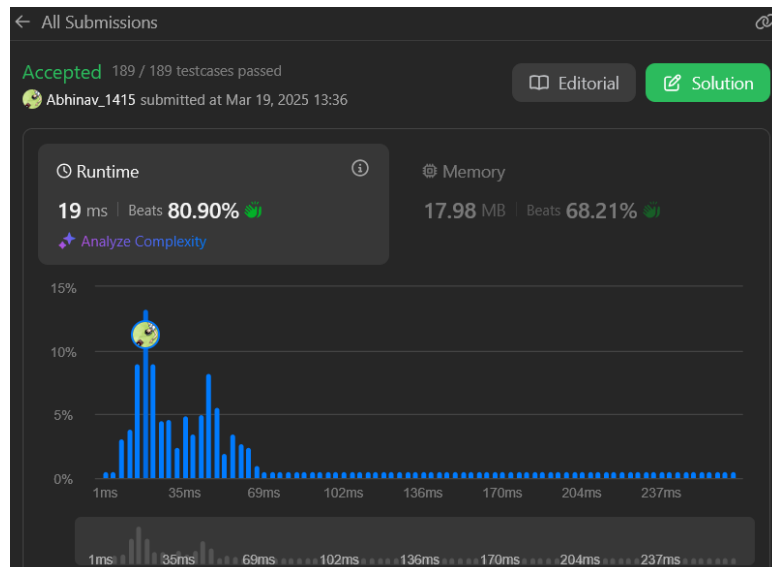 ← All Submissions
Accepted 189 / 189 testcases passed
Abhinav_1415 submitted at Mar 19, 2025 13:36
Editorial
Solution
Runtime
19 ms | Beats 80.90%
Analyze Complexity
Memory
17.98 MB | Beats 68.21%
15%
10%
5%
0%
1ms 35ms 69ms 102ms 136ms 170ms 204ms 237ms
1ms 35ms 69ms 102ms 136ms 170ms 204ms 237ms